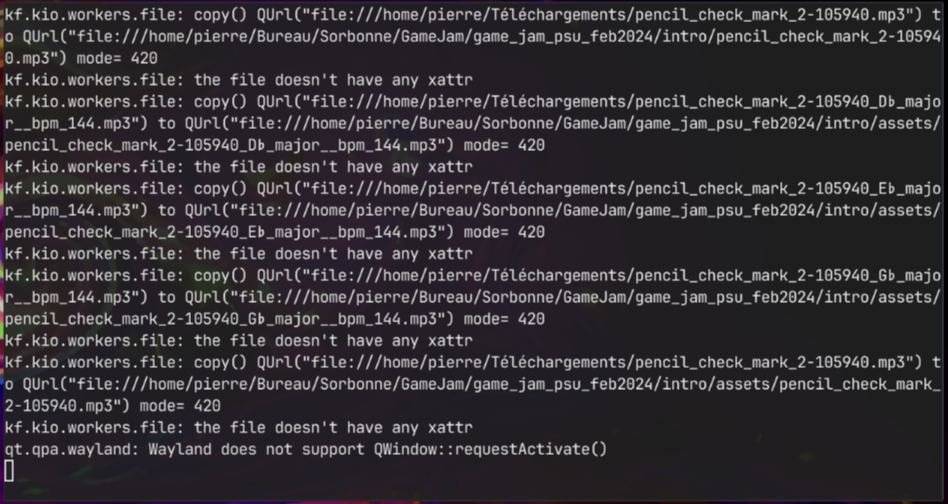 kf.kio.workers.file: copy() QUrl("file:///home/pierre/Téléchargements/pencil_check_mark_2-105940.mp3") t
o QUrl("file:///home/pierre/Bureau/Sorbonne/GameJam/game_jam_psu_feb2024/intro/pencil_check_mark_2-10594
0.mp3") mode= 420
kf.kio.workers.file: the file doesn't have any xattr
kf.kio.workers.file: copy() QUrl("file:///home/pierre/Téléchargements/pencil_check_mark_2-105940_D♭_majo
r__bpm_144.mp3") to QUrl("file:///home/pierre/Bureau/Sorbonne/GameJam/game_jam_psu_feb2024/intro/assets/
pencil_check_mark_2-105940_D♭_major__bpm_144.mp3") mode= 420
kf.kio.workers.file: the file doesn't have any xattr
kf.kio.workers.file: copy() QUrl("file:///home/pierre/Téléchargements/pencil_check_mark_2-105940_E♭_majo
r__bpm_144.mp3") to QUrl("file:///home/pierre/Bureau/Sorbonne/GameJam/game_jam_psu_feb2024/intro/assets/
pencil_check_mark_2-105940_E♭_major__bpm_144.mp3") mode= 420
kf.kio.workers.file: the file doesn't have any xattr
kf.kio.workers.file: copy() QUrl("file:///home/pierre/Téléchargements/pencil_check_mark_2-105940_G♭_majo
r__bpm_144.mp3") to QUrl("file:///home/pierre/Bureau/Sorbonne/GameJam/game_jam_psu_feb2024/intro/assets/
pencil_check_mark_2-105940_G♭_major__bpm_144.mp3") mode= 420
kf.kio.workers.file: the file doesn't have any xattr
kf.kio.workers.file: copy() QUrl("file:///home/pierre/Téléchargements/pencil_check_mark_2-105940.mp3") t
o QUrl("file:///home/pierre/Bureau/Sorbonne/GameJam/game_jam_psu_feb2024/intro/assets/pencil_check_mark_
2-105940.mp3") mode= 420
kf.kio.workers.file: the file doesn't have any xattr
qt.qpa.wayland: Wayland does not support QWindow::requestActivate()